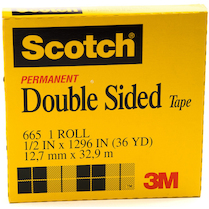 Scotch
PERMANENT
Double Sided Tape
665 1 ROLL
1/2 IN x 1296 IN (36 YD)
12,7 mm x 32,9 m
™ 3M